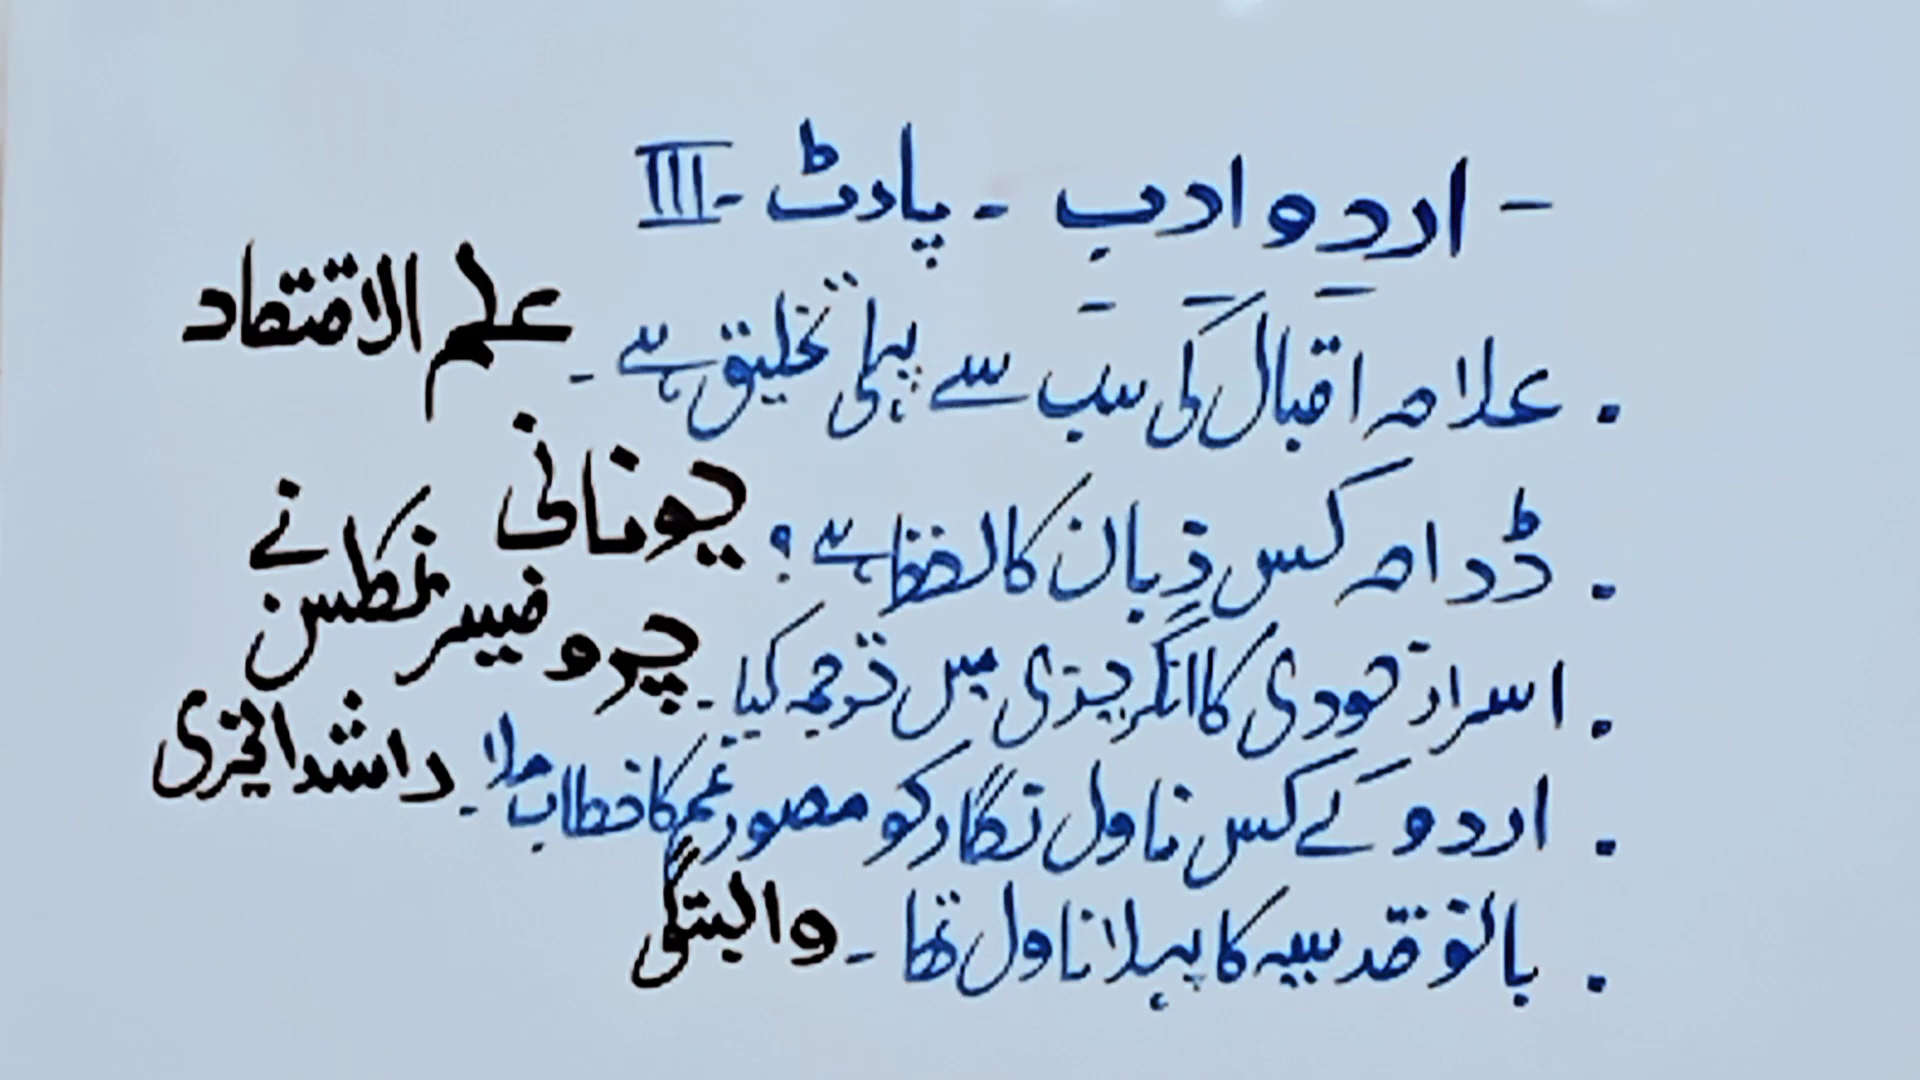 - اردو ادب - پارٹ - III
. علامہ اقبال کی سب سے پہلی تخلیق ہے - علم الاقتصاد
. ڈرامہ کس زبان کا لفظ ہے ؟ یونانی
. اسرار خودی کا انگریزی میں ترجمہ کیا - پروفیسر نکلسن نے
. اردو کے کس ناول نگار کو مصور غم کا خطاب ملا - راشد الخیری
. بانو قدسیہ کا پہلا ناول تھا - وابستگی